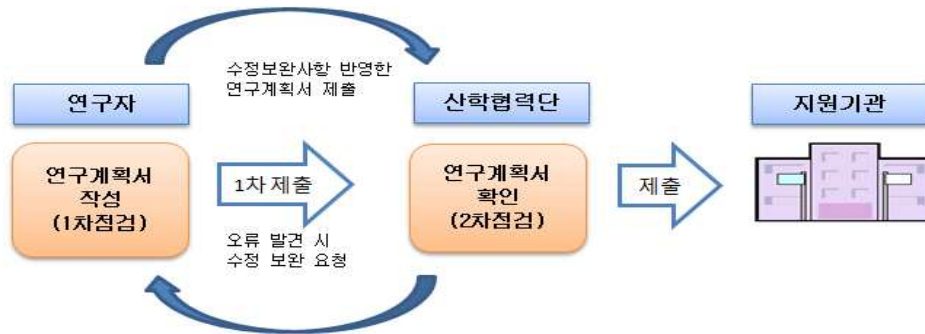 수정보완사항 반영한
연구계획서 제출
연구자
산학협력단
지원기관
연구계획서
작성
(1차점검)
1차 제출
연구계획서
확인
(2차점검)
제출
오류 발견 시
수정 보완 요청